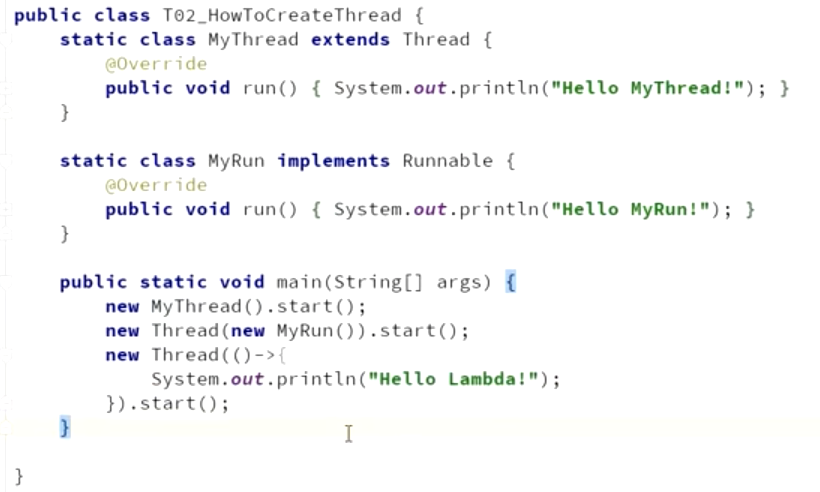 public class T02_HowToCreateThread {
    static class MyThread extends Thread {
        @Override
        public void run() { System.out.println("Hello MyThread!"); }
    }

    static class MyRun implements Runnable {
        @Override
        public void run() { System.out.println("Hello MyRun!"); }
    }

    public static void main(String[] args) {
        new MyThread().start();
        new Thread(new MyRun()).start();
        new Thread(()->{
            System.out.println("Hello Lambda!");
        }).start();
    }

}